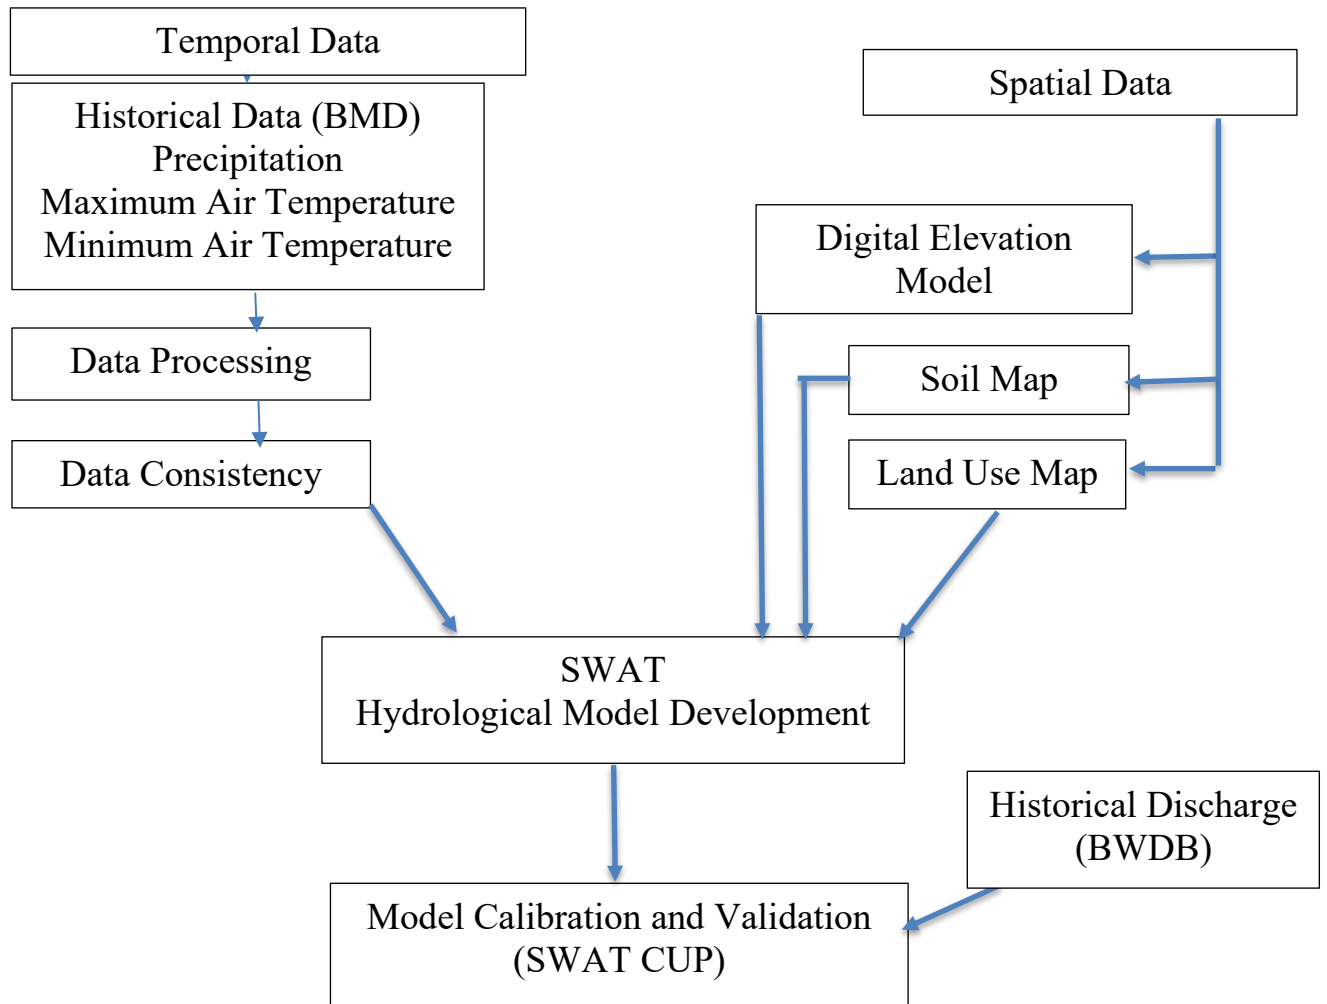 Temporal Data
Historical Data (BMD)
Precipitation
Maximum Air Temperature
Minimum Air Temperature
Data Processing
Data Consistency
Spatial Data
Digital Elevation
Model
Soil Map
Land Use Map
SWAT
Hydrological Model Development
Historical Discharge
(BWDB)
Model Calibration and Validation
(SWAT CUP)